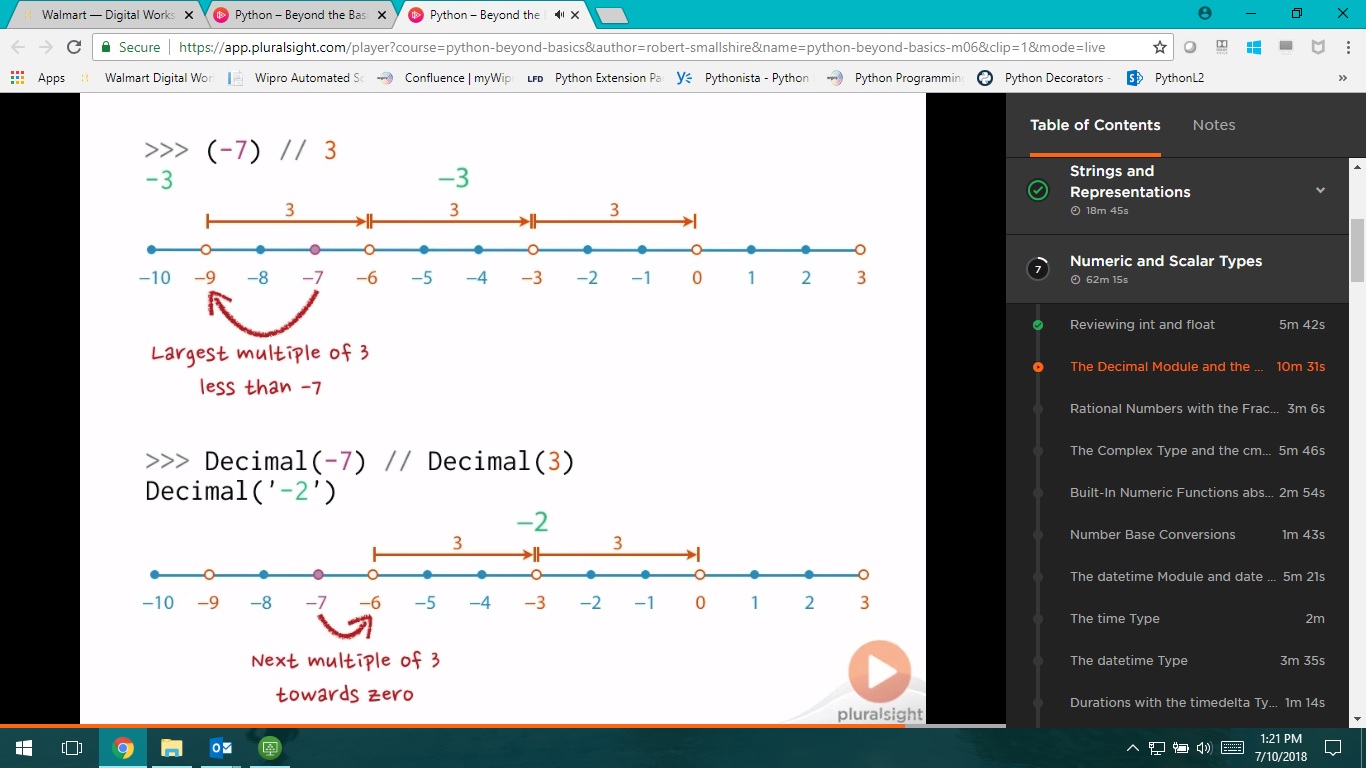 Walmart — Digital Works
Python – Beyond the Bas
Python – Beyond the
Secure
https://app.pluralsight.com/player?course=python-beyond-basics&author=robert-smallshire&name=python-beyond-basics-m06&clip=1&mode=live
Apps
Walmart Digital Wor
Wipro Automated Sc
Confluence | myWip
LFD
Python Extension Pa
Pythonista - Python
Python Programmin
Python Decorators -
PythonL2
»
>>> (-7) // 3
-3
−3
3 3 3
−10 −9 −8 −7 −6 −5 −4 −3 −2 −1 0 1 2 3
Largest multiple of 3
less than -7
>>> Decimal(-7) // Decimal(3)
Decimal('-2')
−2
3 3
−10 −9 −8 −7 −6 −5 −4 −3 −2 −1 0 1 2 3
Next multiple of 3
towards zero
pluralsight
Table of Contents
Notes
Strings and
Representations
18m 45s
7
Numeric and Scalar Types
62m 15s
Reviewing int and float 5m 42s
The Decimal Module and the ... 10m 31s
Rational Numbers with the Frac... 3m 6s
The Complex Type and the cm... 5m 46s
Built-In Numeric Functions abs... 2m 54s
Number Base Conversions 1m 43s
The datetime Module and date ... 5m 21s
The time Type 2m
The datetime Type 3m 35s
Durations with the timedelta Ty... 1m 14s
1:21 PM
7/10/2018